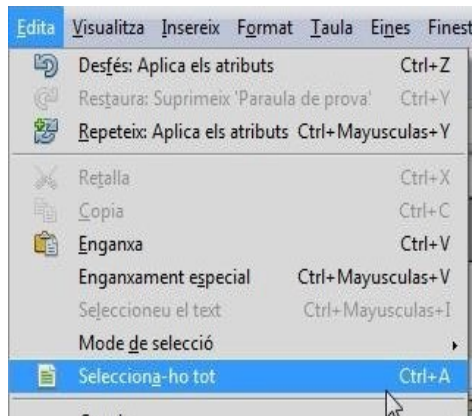 Edita Visualitza Insereix Format Taula Eines Finest
Desfés: Aplica els atributs Ctrl+Z
Restaura: Suprimeix 'Paraula de prova' Ctrl+Y
Repeteix: Aplica els atributs Ctrl+Mayusculas+Y
Retalla Ctrl+X
Copia Ctrl+C
Enganxa Ctrl+V
Enganxament especial Ctrl+Mayusculas+V
Seleccioneu el text Ctrl+Mayusculas+I
Mode de selecció
Selecciona-ho tot Ctrl+A